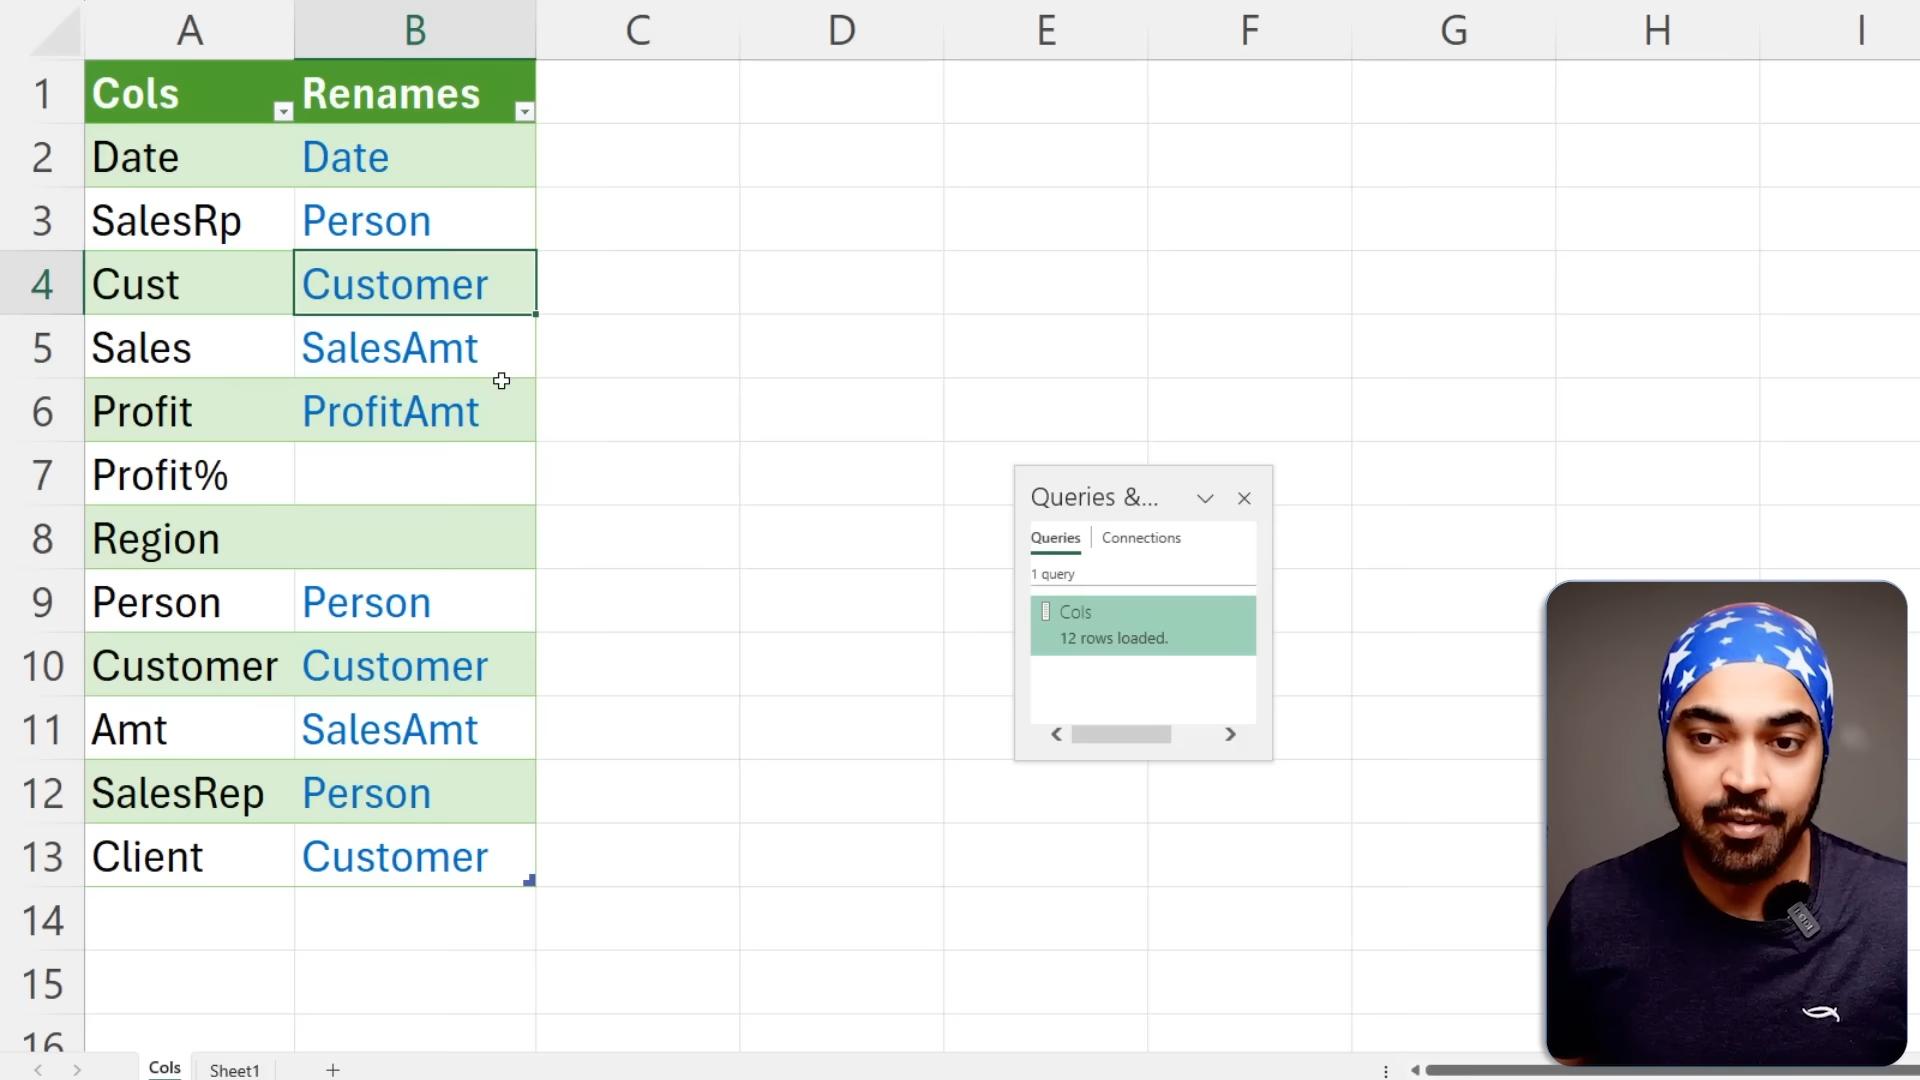 A B C D E F G H I
1 Cols Renames
2 Date Date
3 SalesRp Person
4 Cust Customer
5 Sales SalesAmt
6 Profit ProfitAmt
7 Profit%
8 Region
9 Person Person
10 Customer Customer
11 Amt SalesAmt
12 SalesRep Person
13 Client Customer
14
15
16
Queries &...
Queries Connections
1 query
Cols
12 rows loaded.
Cols Sheet1